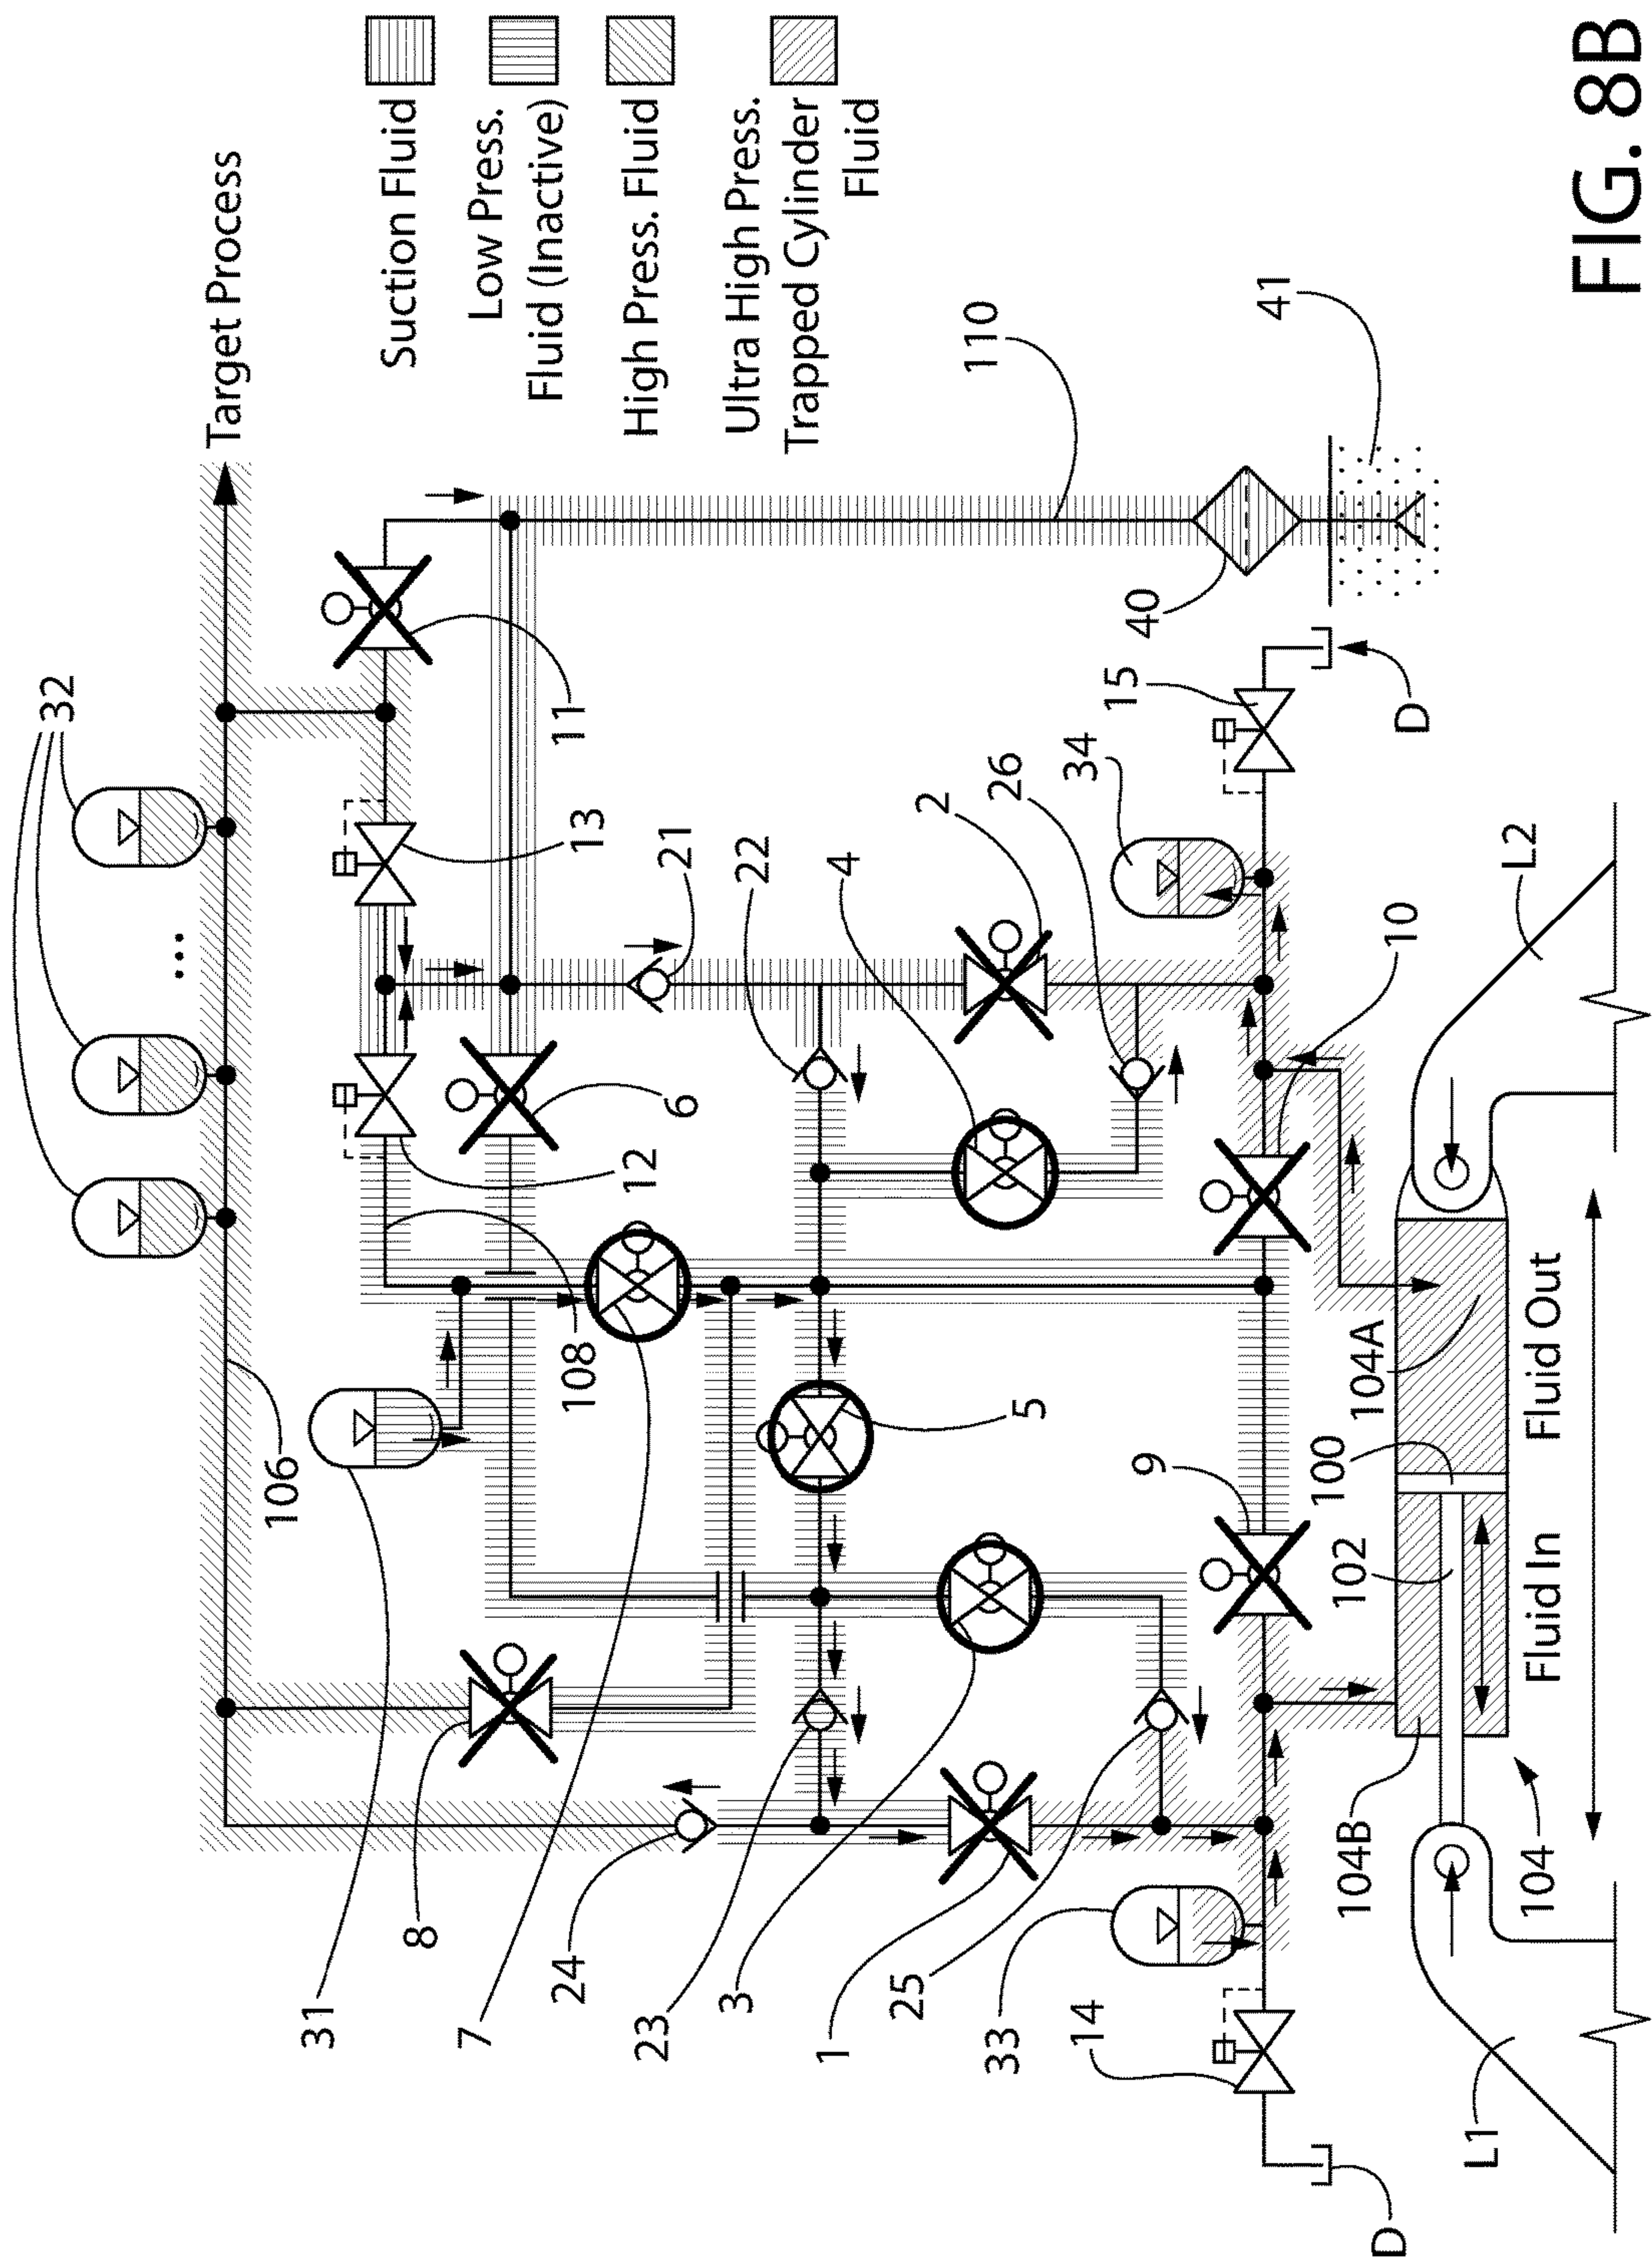 Target Process
Suction Fluid
Low Press.
Fluid (Inactive)
High Press. Fluid
Ultra High Press.
Trapped Cylinder
Fluid
32
...
106
31
108
12
13
11
6
7
8
24
21
22
23
5
4
2
26
3
1
25
33
34
15
14
9
10
40
110
41
D
D
100
102
104
104A
104B
Fluid In
Fluid Out
L1
L2
FIG. 8B